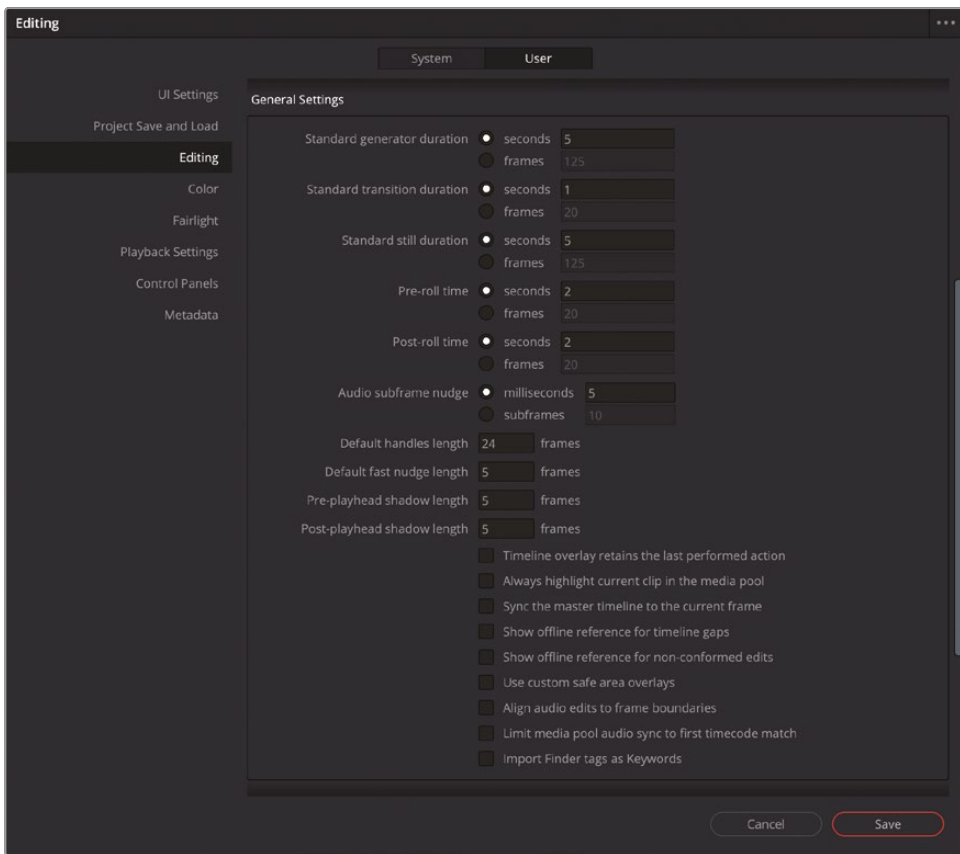 Editing
System User
UI Settings
Project Save and Load
Editing
Color
Fairlight
Playback Settings
Control Panels
Metadata
General Settings
Standard generator duration seconds 5
frames 125
Standard transition duration seconds 1
frames 20
Standard still duration seconds 5
frames 125
Pre-roll time seconds 2
frames 20
Post-roll time seconds 2
frames 20
Audio subframe nudge milliseconds 5
subframes 10
Default handles length 24 frames
Default fast nudge length 5 frames
Pre-playhead shadow length 5 frames
Post-playhead shadow length 5 frames
Timeline overlay retains the last performed action
Always highlight current clip in the media pool
Sync the master timeline to the current frame
Show offline reference for timeline gaps
Show offline reference for non-conformed edits
Use custom safe area overlays
Align audio edits to frame boundaries
Limit media pool audio sync to first timecode match
Import Finder tags as Keywords
Cancel Save